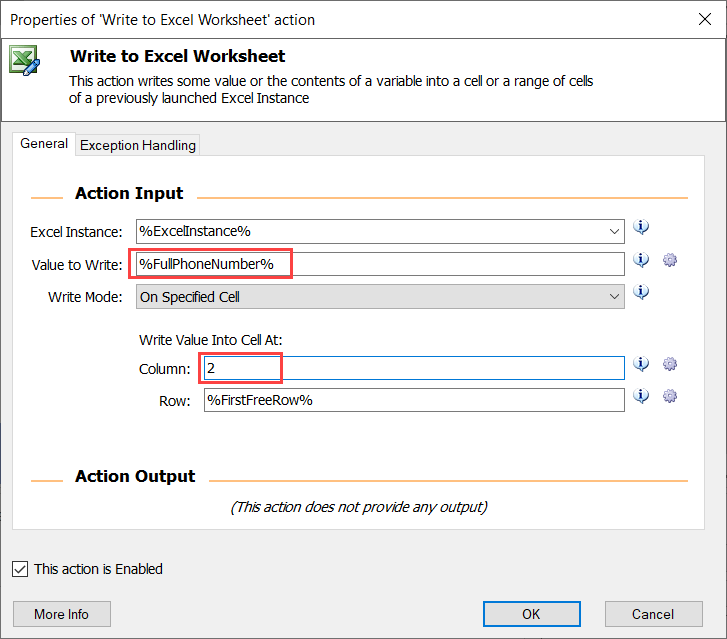 Properties of 'Write to Excel Worksheet' action
Write to Excel Worksheet
This action writes some value or the contents of a variable into a cell or a range of cells
of a previously launched Excel Instance
General
Exception Handling
Action Input
Excel Instance: %ExcelInstance%
Value to Write: %FullPhoneNumber%
Write Mode: On Specified Cell
Write Value Into Cell At:
Column: 2
Row: %FirstFreeRow%
Action Output
(This action does not provide any output)
This action is Enabled
More Info
OK
Cancel